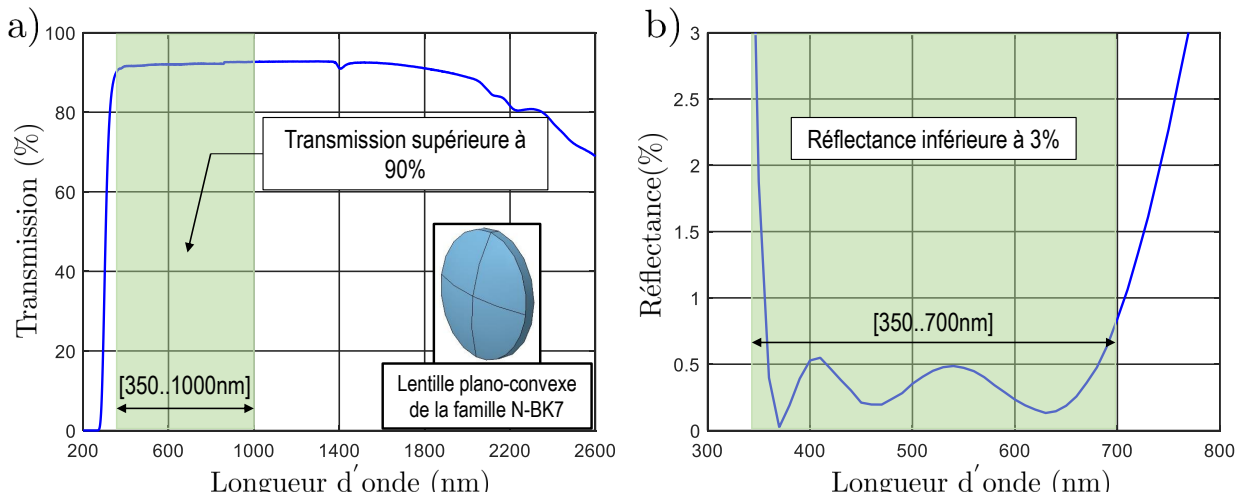 a)
100
80
60
40
20
0
Transmission (%)
Transmission supérieure à
90%
[350..1000nm]
Lentille plano-convexe
de la famille N-BK7
200 600 1000 1400 1800 2200 2600
Longueur d'onde (nm)
b)
3
2.5
2
1.5
1
0.5
0
Réflectance(%)
Réflectance inférieure à 3%
[350..700nm]
300 400 500 600 700 800
Longueur d'onde (nm)